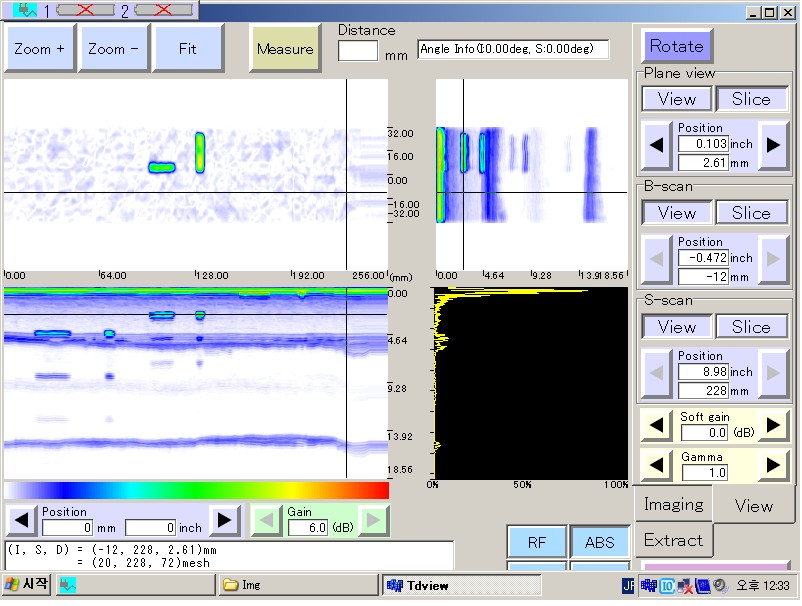 1 2
Zoom + Zoom − Fit Measure
Distance
mm
Angle Info(I:0.00deg, S:0.00deg)
Rotate
Plane view
View Slice
Position
0.103 inch
2.61 mm
B-scan
View Slice
Position
-0.472 inch
-12 mm
S-scan
View Slice
Position
8.98 inch
228 mm
Soft gain
0.0 (dB)
Gamma
1.0
Imaging View
Extract
32.00
16.00
0.00
-16.00
-32.00
0.00 64.00 128.00 192.00 256.00 (mm)
0.00 4.64 9.28 13.91 8.56
0.00
4.64
9.28
13.92
18.56
0% 50% 100%
Position
0 mm 0 inch
Gain
6.0 (dB)
RF ABS
(I, S, D) = (-12, 228, 2.61)mm
= (20, 228, 72)mesh
시작 Img Tdview JP 오후 12:33